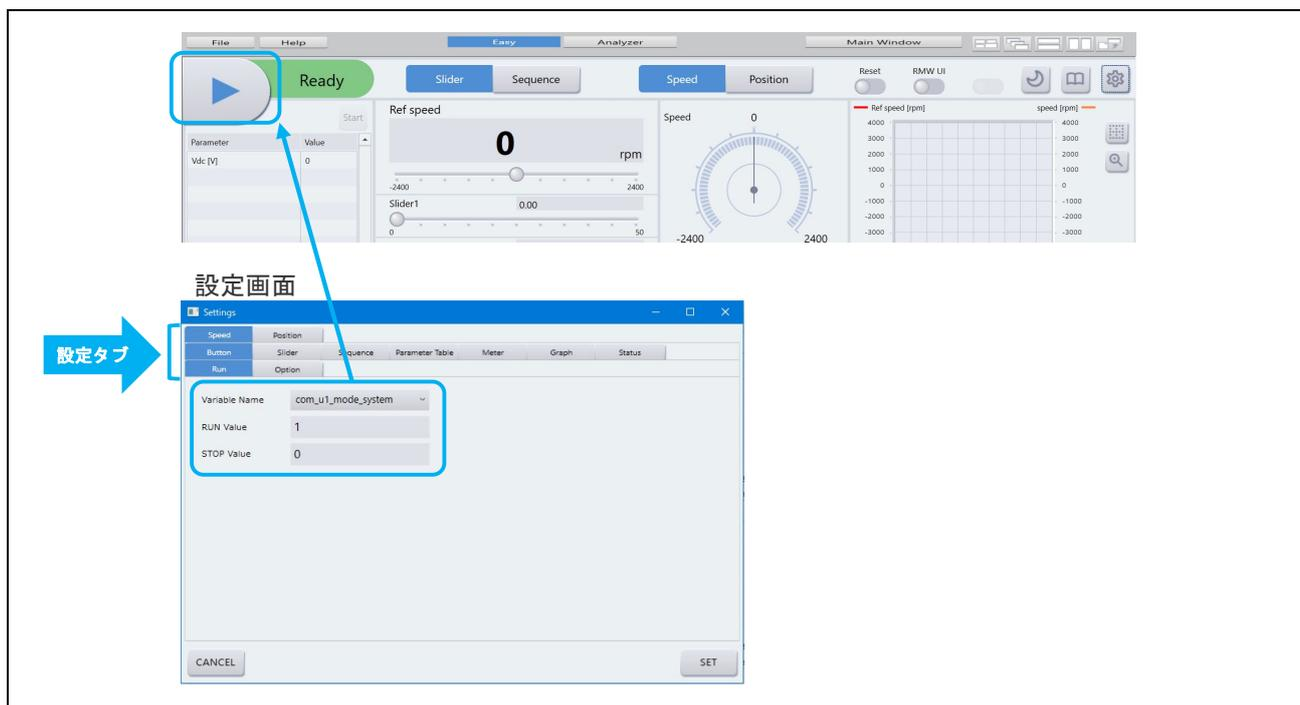 File Help Easy Analyzer Main Window
Ready Slider Sequence Speed Position Reset RMW UI
Start
Parameter Value
Vdc [V] 0
Ref speed
0 rpm
-2400 2400
Slider1 0.00
0 50
Speed 0
-2400 2400
Ref speed [rpm] speed [rpm]
4000 4000
3000 3000
2000 2000
1000 1000
0 0
-1000 -1000
-2000 -2000
-3000 -3000
設定画面
設定タブ
Settings
Speed Position
Button Slider Sequence Parameter Table Meter Graph Status
Run Option
Variable Name com_u1_mode_system
RUN Value 1
STOP Value 0
CANCEL SET